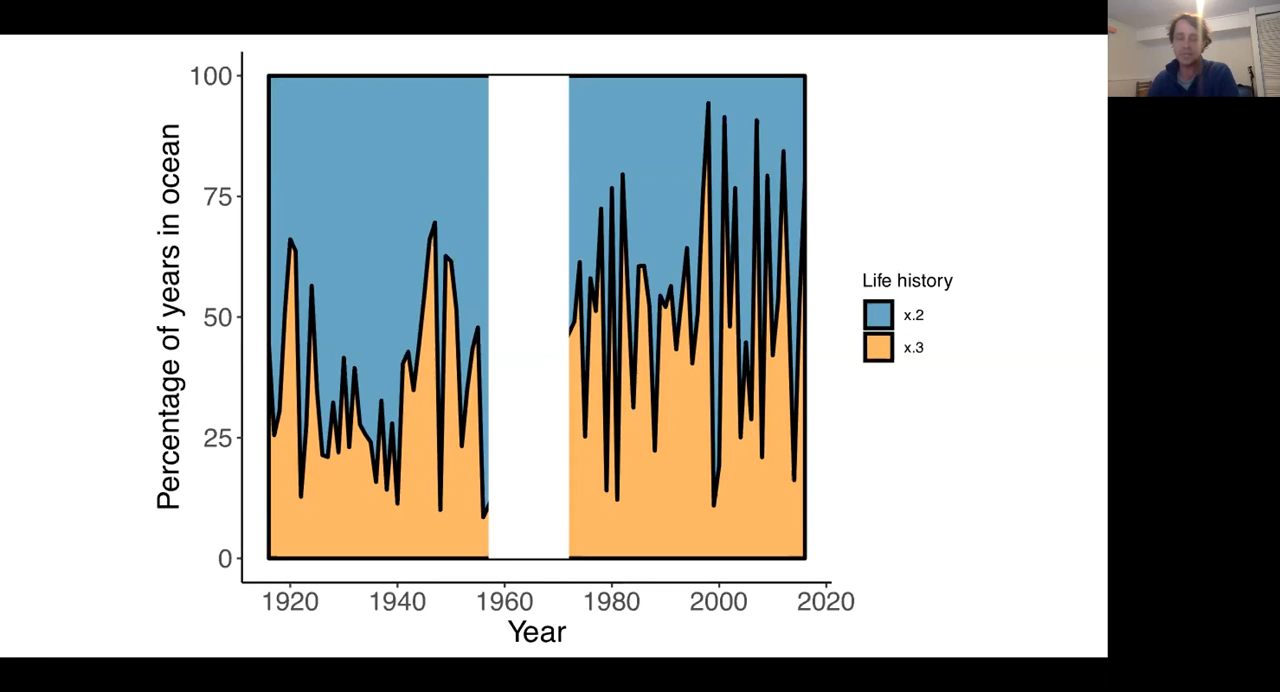 100
75
50
25
0
Percentage of years in ocean
1920 1940 1960 1980 2000 2020
Year
Life history
x.2
x.3